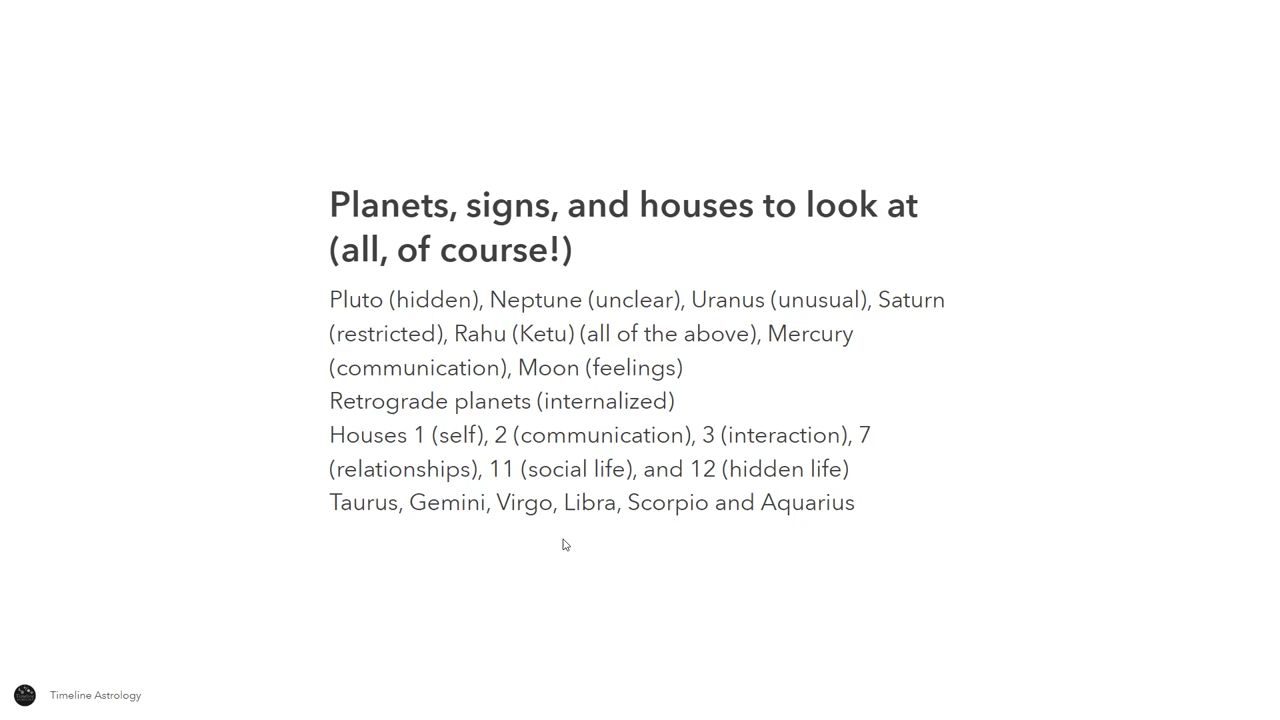 Planets, signs, and houses to look at
(all, of course!)
Pluto (hidden), Neptune (unclear), Uranus (unusual), Saturn
(restricted), Rahu (Ketu) (all of the above), Mercury
(communication), Moon (feelings)
Retrograde planets (internalized)
Houses 1 (self), 2 (communication), 3 (interaction), 7
(relationships), 11 (social life), and 12 (hidden life)
Taurus, Gemini, Virgo, Libra, Scorpio and Aquarius
Timeline Astrology